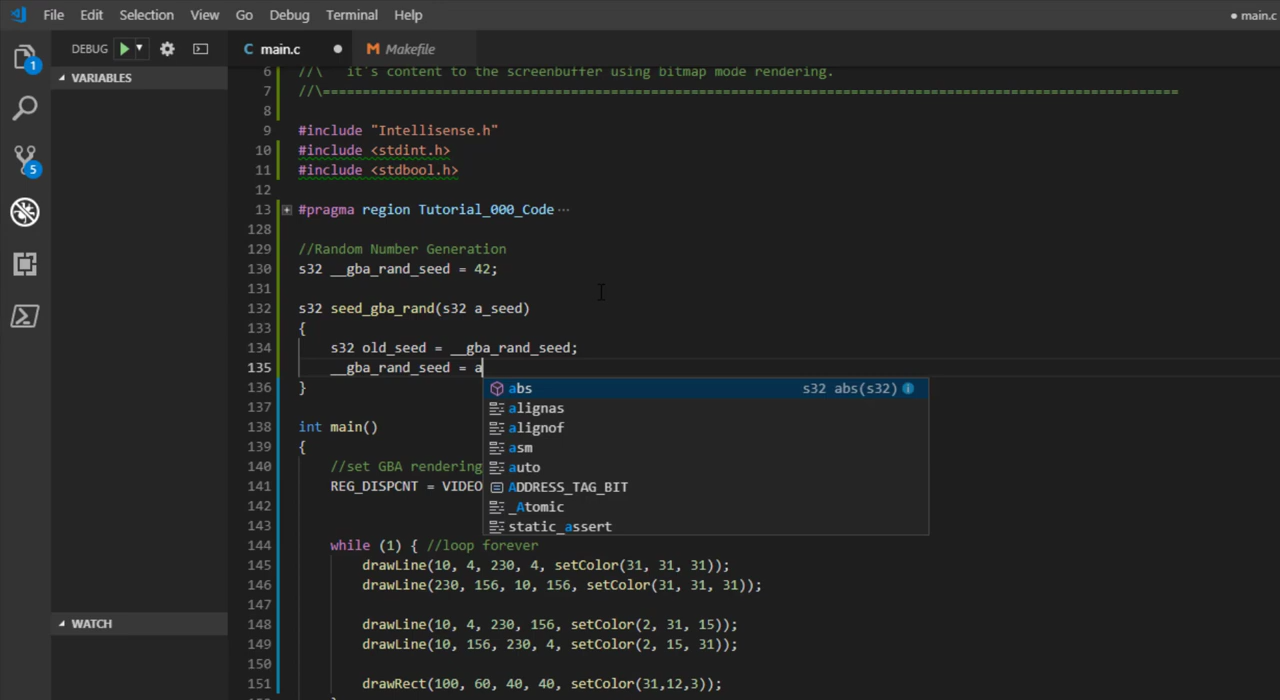 File Edit Selection View Go Debug Terminal Help
● main.c
DEBUG
C main.c ●
M Makefile
1
VARIABLES
5
6 //\ it's content to the screenbuffer using bitmap mode rendering.
7 //\===========================================================================================================
8
9 #include "Intellisense.h"
10 #include <stdint.h>
11 #include <stdbool.h>
12
13 #pragma region Tutorial_000_Code ···
128
129 //Random Number Generation
130 s32 __gba_rand_seed = 42;
131
132 s32 seed_gba_rand(s32 a_seed)
133 {
134 s32 old_seed = __gba_rand_seed;
135 __gba_rand_seed = a
136 }
abs s32 abs(s32)
alignas
alignof
asm
auto
ADDRESS_TAG_BIT
_Atomic
static_assert
137
138 int main()
139 {
140 //set GBA rendering
141 REG_DISPCNT = VIDEO
142
143
144 while (1) { //loop forever
145 drawLine(10, 4, 230, 4, setColor(31, 31, 31));
146 drawLine(230, 156, 10, 156, setColor(31, 31, 31));
147
148 drawLine(10, 4, 230, 156, setColor(2, 31, 15));
149 drawLine(10, 156, 230, 4, setColor(2, 15, 31));
150
151 drawRect(100, 60, 40, 40, setColor(31,12,3));
WATCH